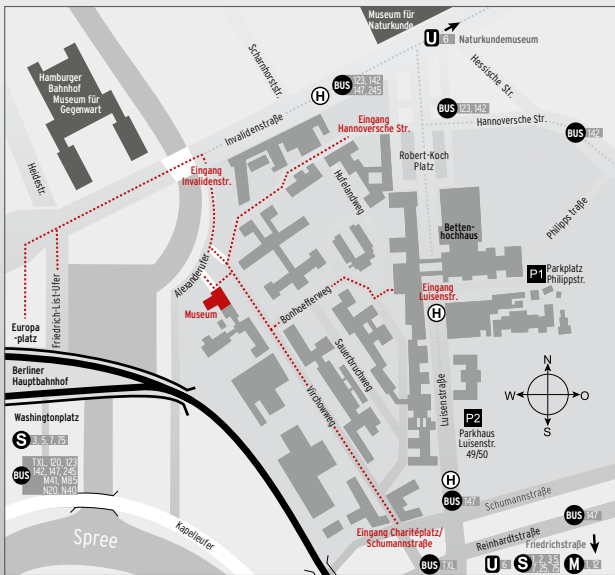 Museum für
Naturkunde
U 6 Naturkundemuseum
Scharnhorststr.
Hessische Str.
Hamburger
Bahnhof
Museum für
Gegenwart
H
BUS 123, 142
147, 245
BUS 123, 142
Hannoversche Str.
BUS 142
Invalidenstraße
Eingang
Hannoversche Str.
Robert-Koch
Platz
Heidestr.
Eingang
Invalidenstr.
Hufelandweg
Philipps traße
Betten-
hochhaus
Alexanderufer
P1 Parkplatz
Philippstr.
Eingang
Luisenstr.
H
Museum
Bonhoefferweg
Friedrich-List-Ufer
Europa
-platz
Sauerbruchweg
Berliner
Hauptbahnhof
Virchowweg
Luisenstraße
N
W O
S
Washingtonplatz
S 3, 5, 7, 75
P2
Parkhaus
Luisenstr.
49/50
BUS TXL, 120, 123
142, 147, 245
M41, M85
N20, N40
H
BUS 147
Schumannstraße
Kapelleufer
Spree
Eingang Charitéplatz/
Schumannstraße
BUS 147
Reinhardtstraße
Friedrichstraße
BUS TXL
U 6 S 1, 2, 3,5
7, 25, 75 M 1, 12